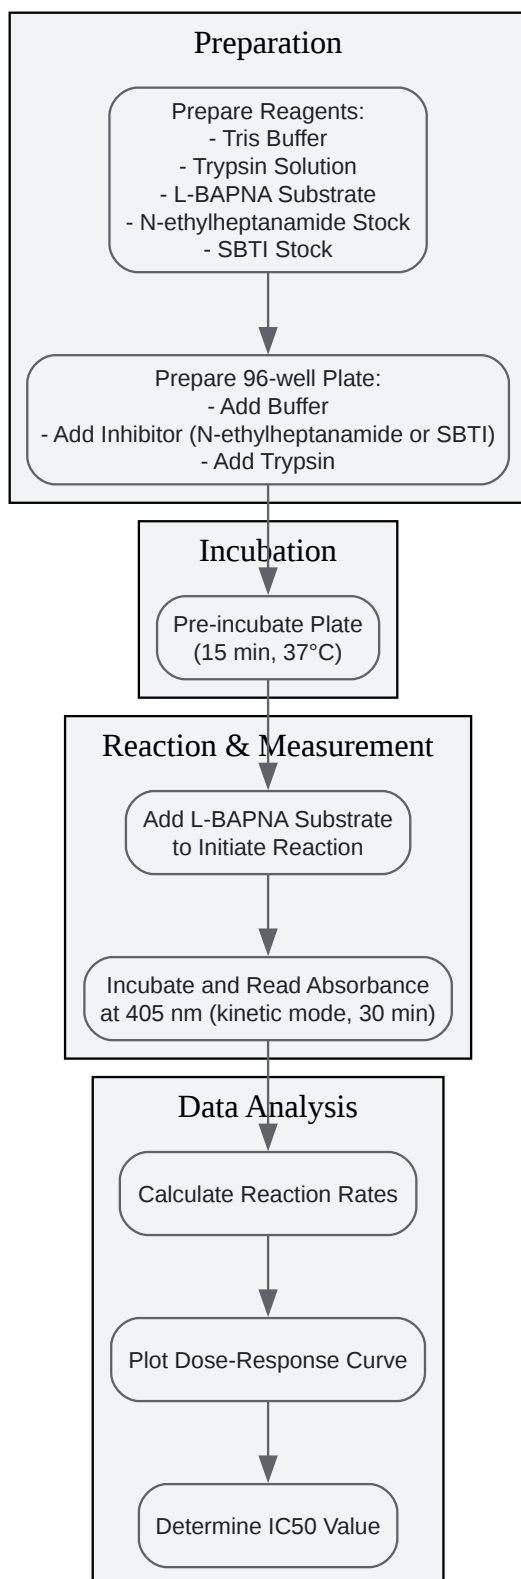 Preparation
Prepare Reagents:
- Tris Buffer
- Trypsin Solution
- L-BAPNA Substrate
- N-ethylheptanamide Stock
- SBTI Stock
Prepare 96-well Plate:
- Add Buffer
- Add Inhibitor (N-ethylheptanamide or SBTI)
- Add Trypsin
Incubation
Pre-incubate Plate
(15 min, 37°C)
Reaction & Measurement
Add L-BAPNA Substrate
to Initiate Reaction
Incubate and Read Absorbance
at 405 nm (kinetic mode, 30 min)
Data Analysis
Calculate Reaction Rates
Plot Dose-Response Curve
Determine IC50 Value